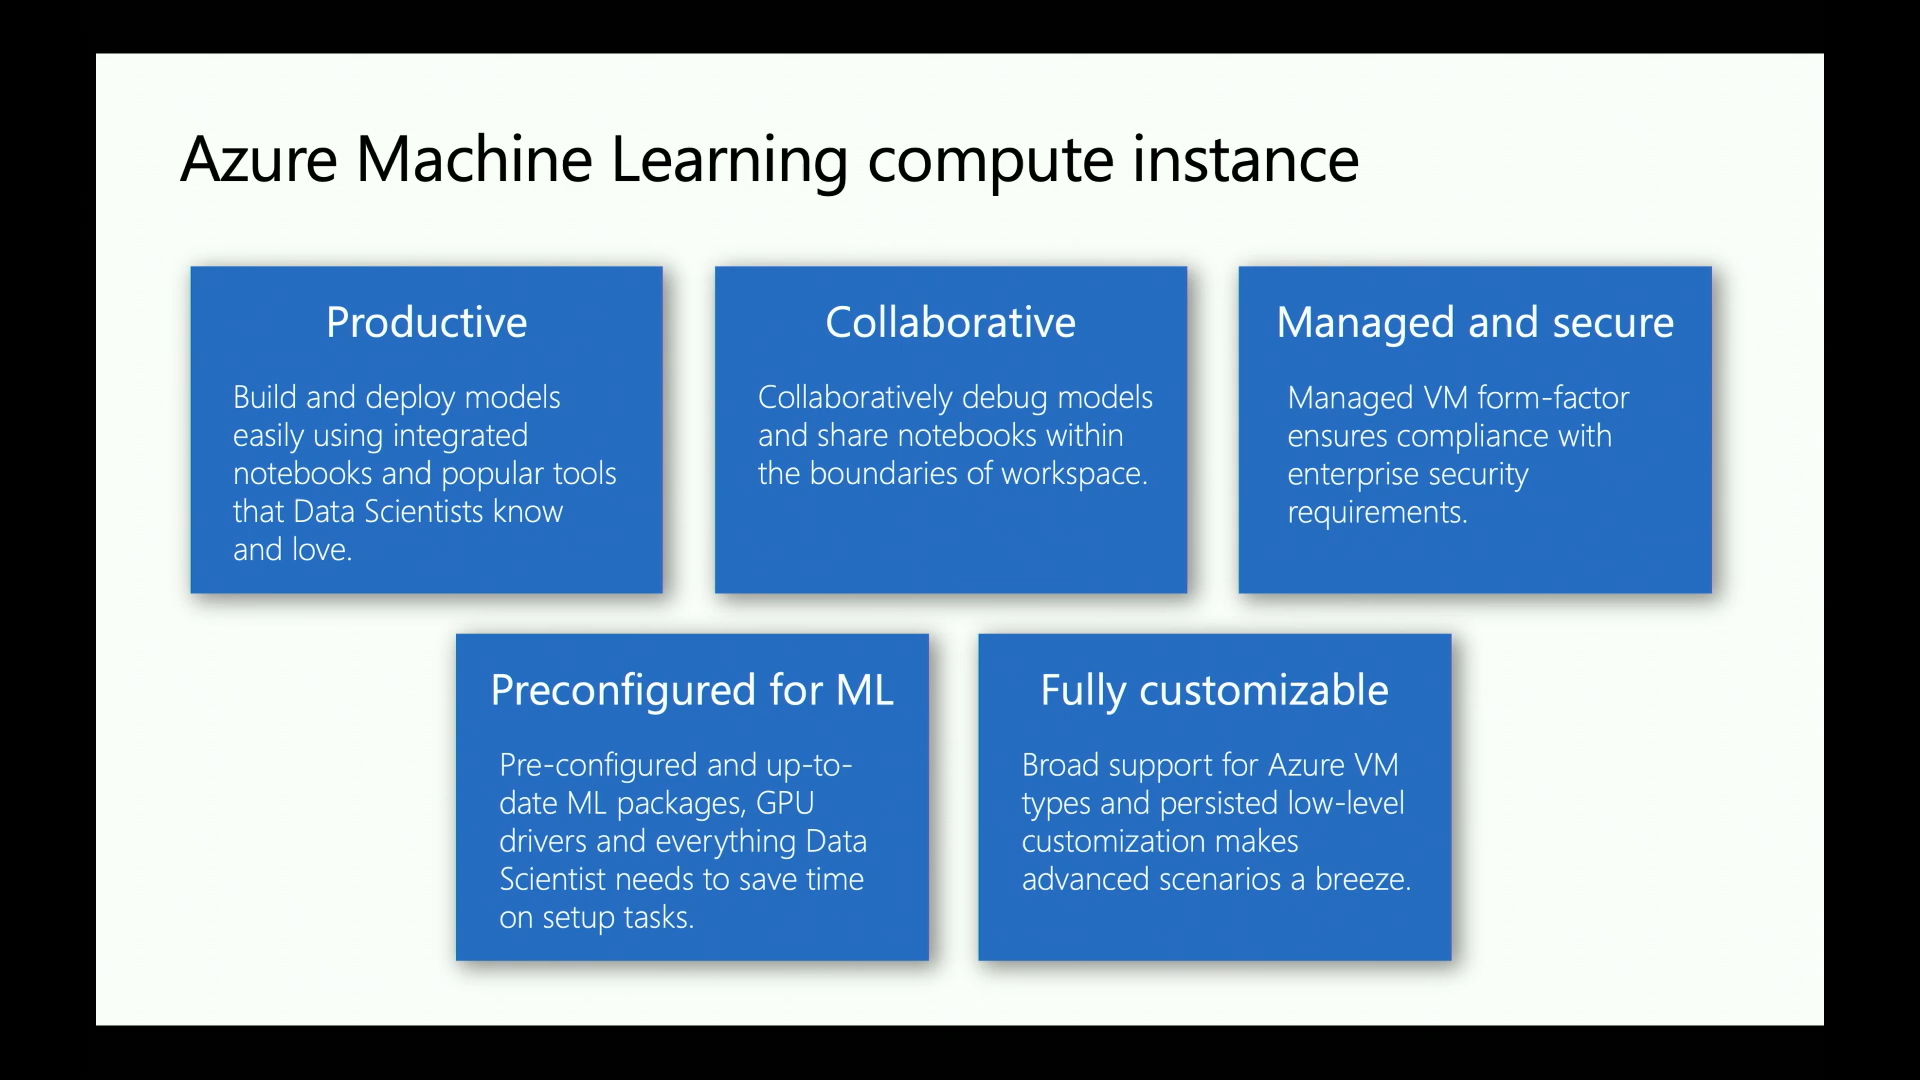 Azure Machine Learning compute instance
Productive
Build and deploy models
easily using integrated
notebooks and popular tools
that Data Scientists know
and love.
Collaborative
Collaboratively debug models
and share notebooks within
the boundaries of workspace.
Managed and secure
Managed VM form-factor
ensures compliance with
enterprise security
requirements.
Preconfigured for ML
Pre-configured and up-to-
date ML packages, GPU
drivers and everything Data
Scientist needs to save time
on setup tasks.
Fully customizable
Broad support for Azure VM
types and persisted low-level
customization makes
advanced scenarios a breeze.